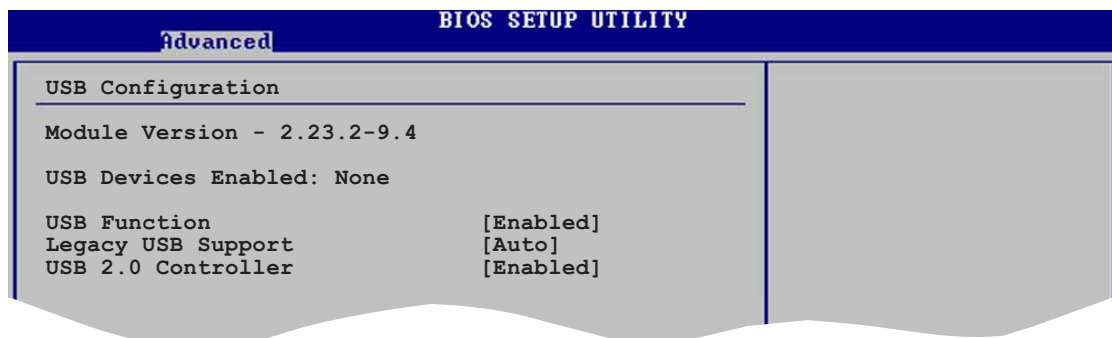 BIOS SETUP UTILITY
Advanced
USB Configuration
Module Version - 2.23.2-9.4
USB Devices Enabled: None
USB Function [Enabled]
Legacy USB Support [Auto]
USB 2.0 Controller [Enabled]